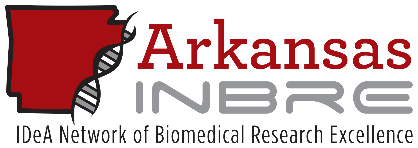 Arkansas
INBRE
IDeA Network of Biomedical Research Excellence